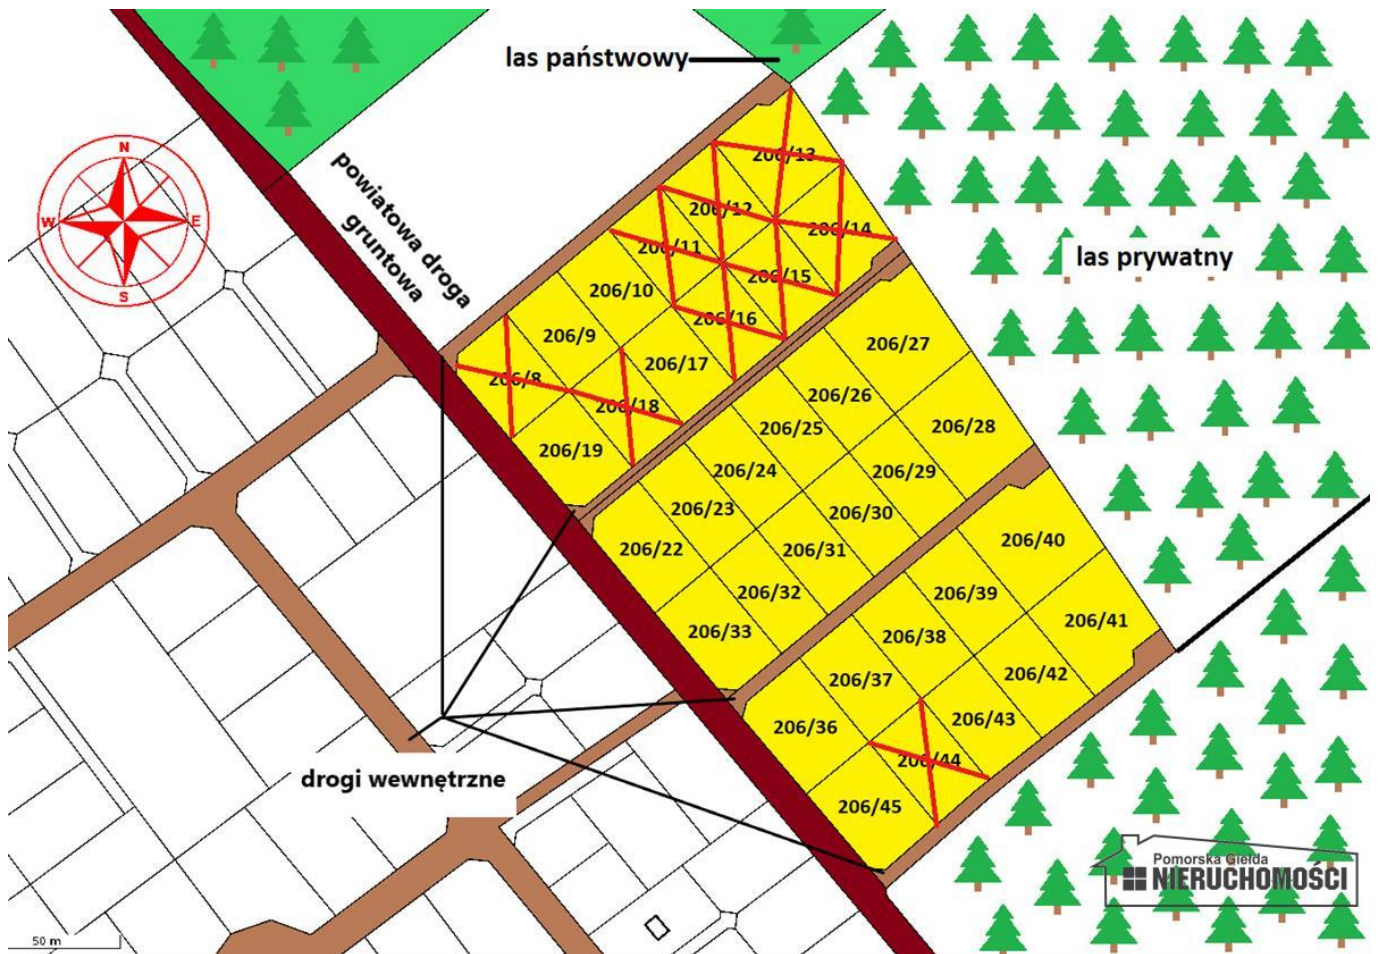 las państwowy
powiatowa droga
gruntowa
N
W
E
S
las prywatny
206/13
206/12
206/14
206/11
206/15
206/10
206/16
206/9
206/17
206/8
206/18
206/19
206/27
206/26
206/25
206/28
206/24
206/29
206/23
206/30
206/22
206/31
206/32
206/33
206/40
206/39
206/41
206/38
206/42
206/37
206/43
206/36
206/44
206/45
drogi wewnętrzne
Pomorska Giełda
NIERUCHOMOŚCI
50 m